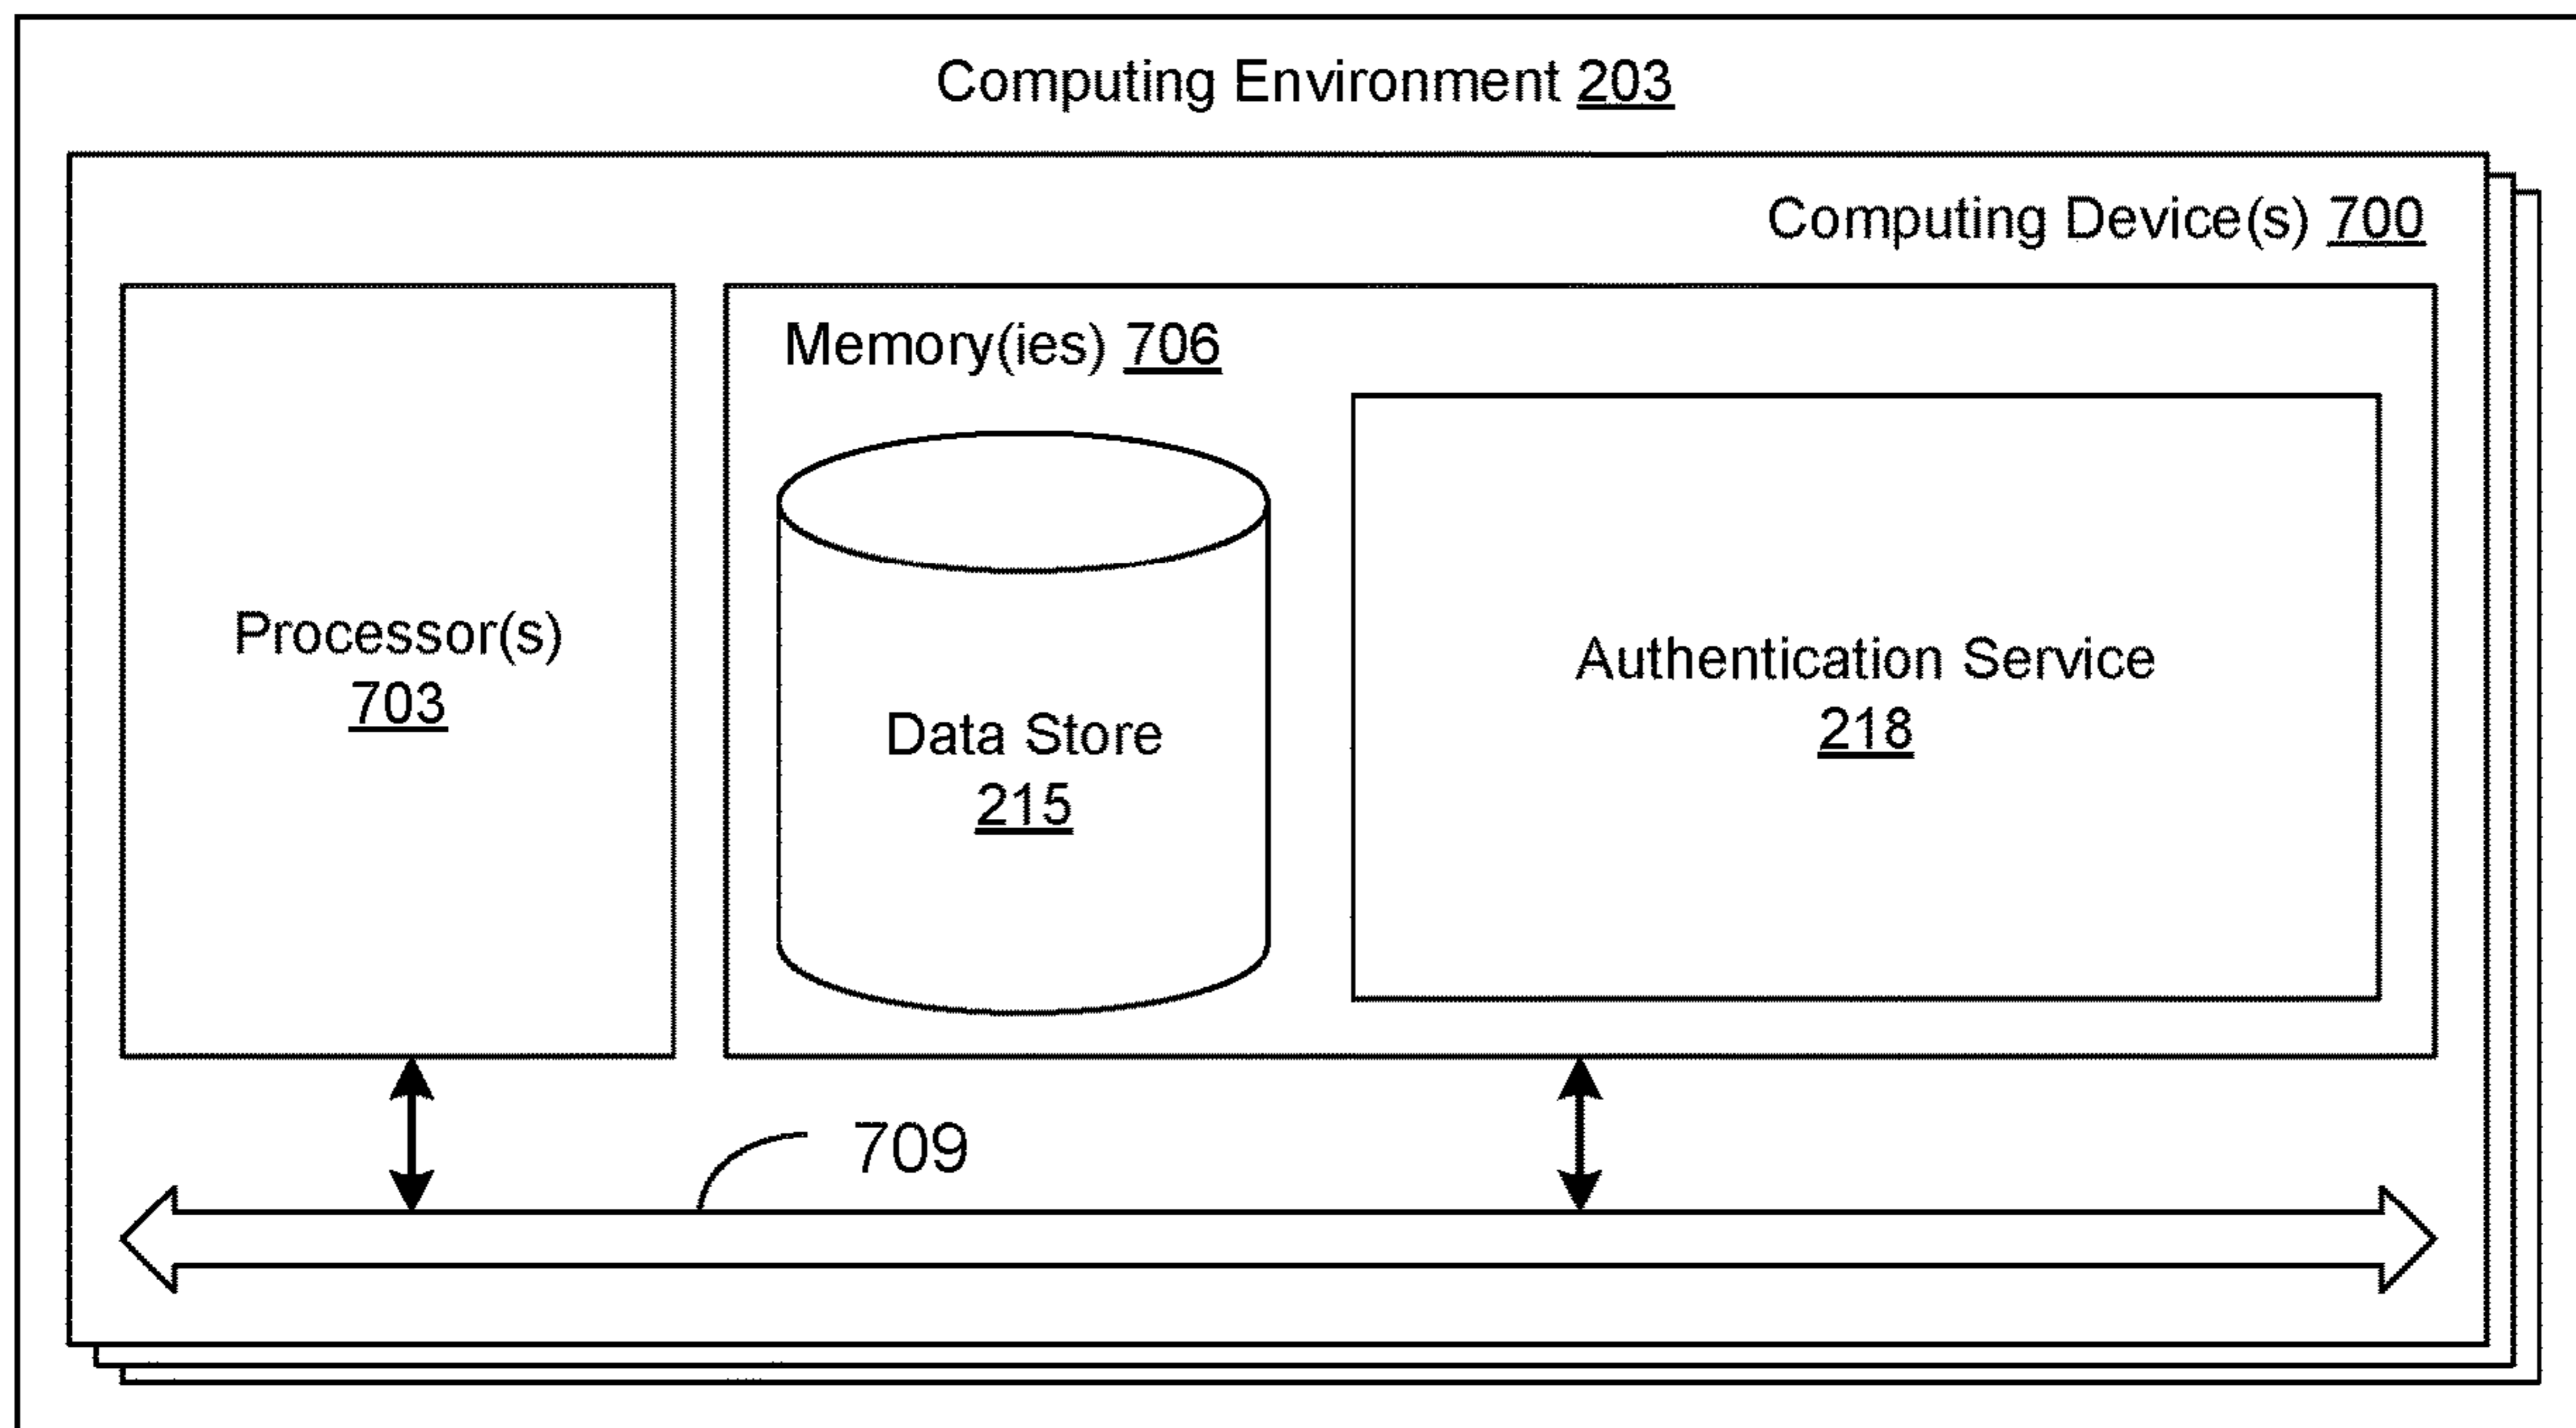 Computing Environment 203
Computing Device(s) 700
Memory(ies) 706
Processor(s)
703
Authentication Service
218
Data Store
215
709